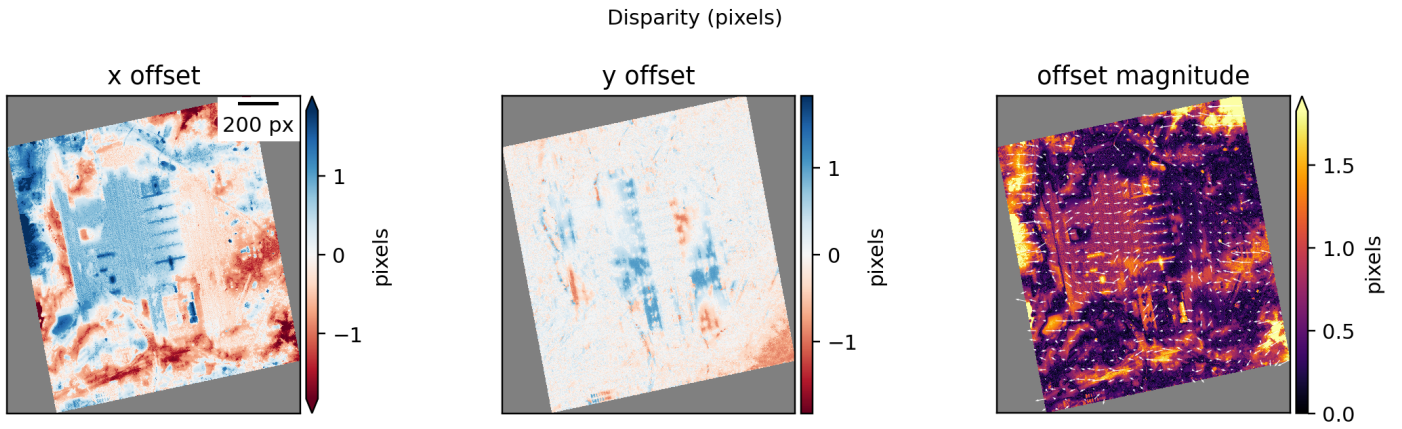 Disparity (pixels)
x offset
y offset
offset magnitude
200 px
1
0
−1
pixels
1
0
−1
pixels
1.5
1.0
0.5
0.0
pixels